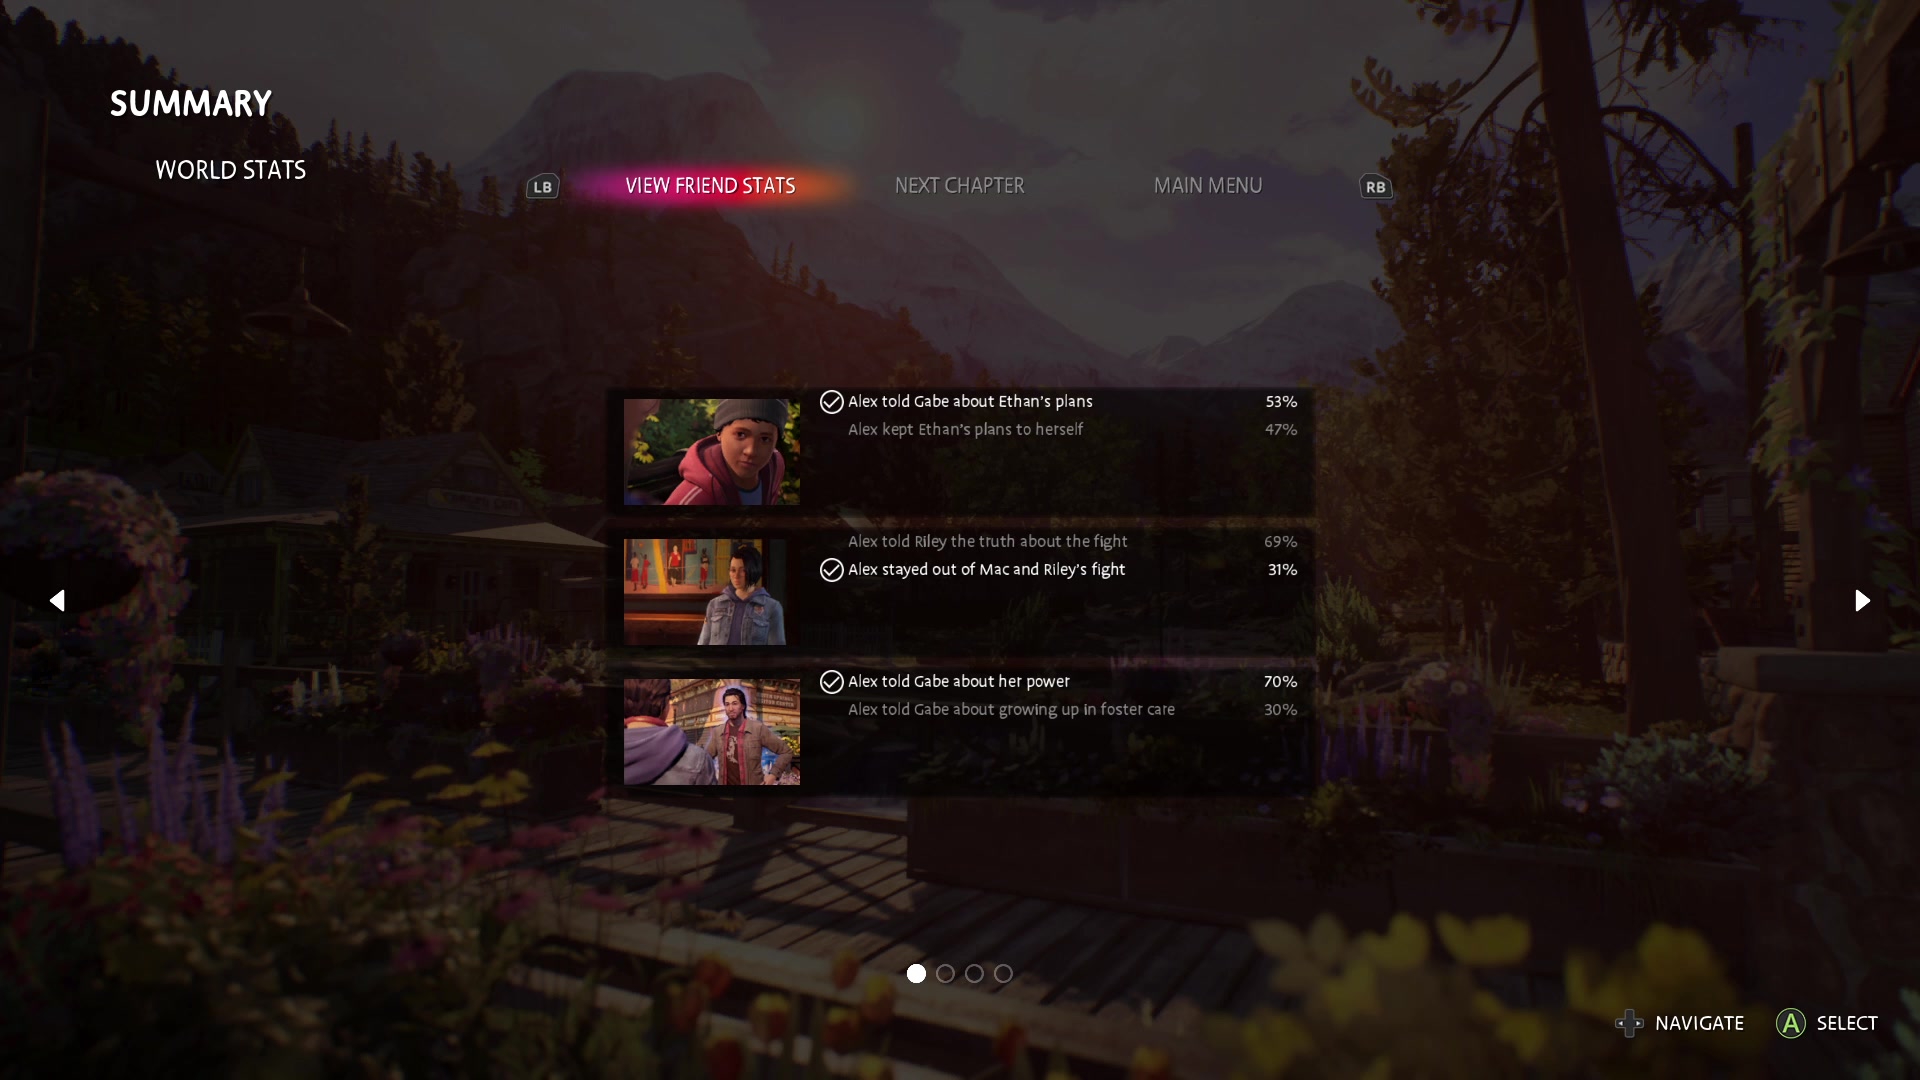 SUMMARY
WORLD STATS
LB
VIEW FRIEND STATS
NEXT CHAPTER
MAIN MENU
RB
Alex told Gabe about Ethan's plans 53%
Alex kept Ethan's plans to herself 47%
Alex told Riley the truth about the fight 69%
Alex stayed out of Mac and Riley's fight 31%
Alex told Gabe about her power 70%
Alex told Gabe about growing up in foster care 30%
NAVIGATE
A SELECT